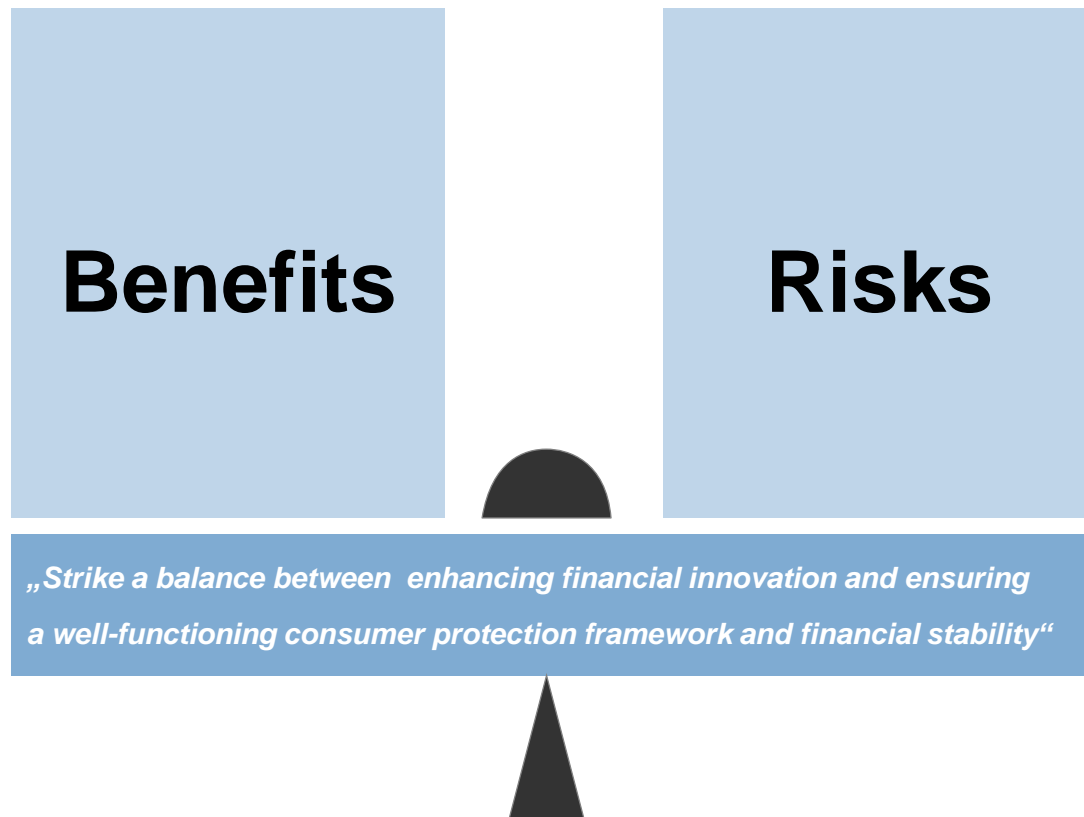 Benefits
Risks
„Strike a balance between  enhancing financial innovation and ensuring
a well-functioning consumer protection framework and financial stability“